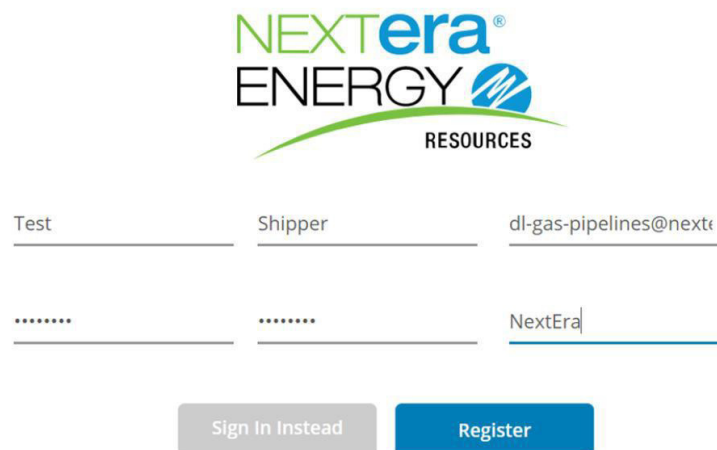 NEXTera®
ENERGY
RESOURCES
Test Shipper dl-gas-pipelines@nexte
•••••••• •••••••• NextEra
Sign In Instead Register